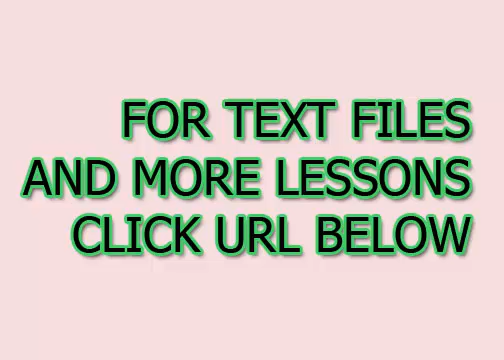 FOR TEXT FILES
AND MORE LESSONS
CLICK URL BELOW